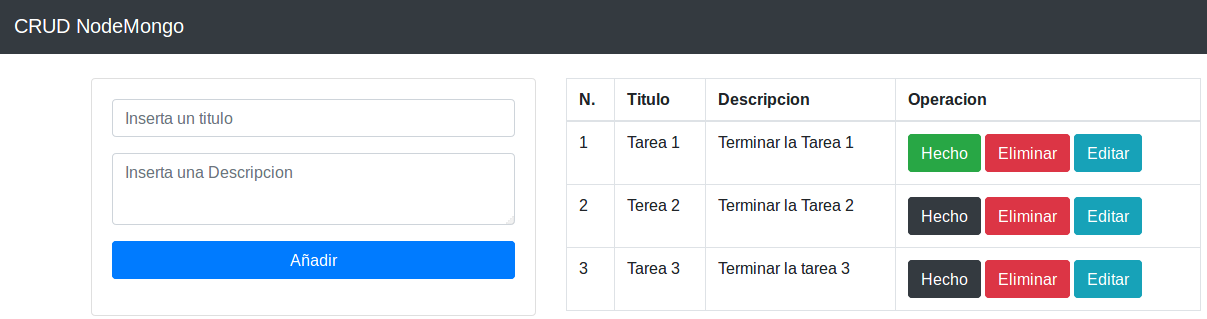 CRUD NodeMongo
Inserta un titulo
Inserta una Descripcion
Añadir
N. Titulo Descripcion Operacion
1 Tarea 1 Terminar la Tarea 1 Hecho Eliminar Editar
2 Terea 2 Terminar la Tarea 2 Hecho Eliminar Editar
3 Tarea 3 Terminar la tarea 3 Hecho Eliminar Editar